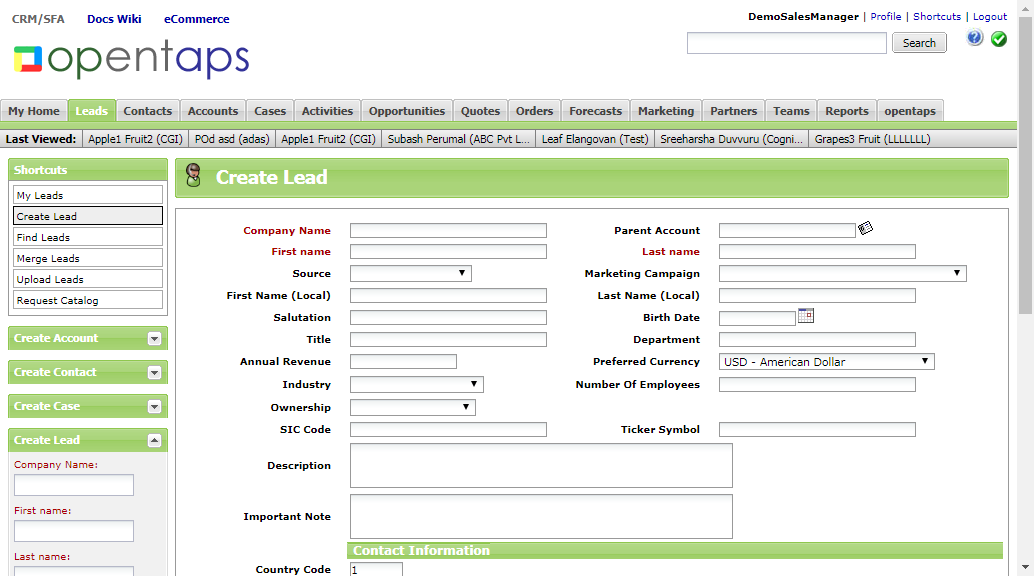 CRM/SFA Docs Wiki eCommerce
DemoSalesManager | Profile | Shortcuts | Logout
opentaps
Search
?
My Home Leads Contacts Accounts Cases Activities Opportunities Quotes Orders Forecasts Marketing Partners Teams Reports opentaps
Last Viewed: Apple1 Fruit2 (CGI) POd asd (adas) Apple1 Fruit2 (CGI) Subash Perumal (ABC Pvt L... Leaf Elangovan (Test) Sreeharsha Duvvuru (Cogni... Grapes3 Fruit (LLLLLLL)
Shortcuts
My Leads
Create Lead
Find Leads
Merge Leads
Upload Leads
Request Catalog
Create Account
Create Contact
Create Case
Create Lead
Company Name:
First name:
Last name:
Create Lead
Company Name Parent Account
First name Last name
Source Marketing Campaign
First Name (Local) Last Name (Local)
Salutation Birth Date
Title Department
Annual Revenue Preferred Currency USD - American Dollar
Industry Number Of Employees
Ownership
SIC Code Ticker Symbol
Description
Important Note
Contact Information
Country Code 1